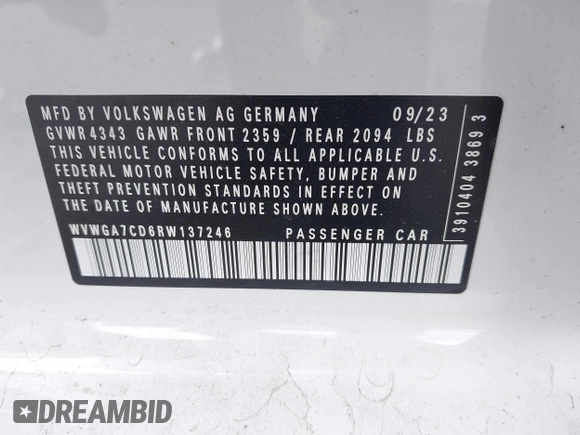 MFD BY VOLKSWAGEN AG GERMANY 09/23
GVWR 4343 GAWR FRONT 2359 / REAR 2094 LBS
THIS VEHICLE CONFORMS TO ALL APPLICABLE U.S.
FEDERAL MOTOR VEHICLE SAFETY, BUMPER AND
THEFT PREVENTION STANDARDS IN EFFECT ON
THE DATE OF MANUFACTURE SHOWN ABOVE.
WVWGA7CD6RW137246 PASSENGER CAR
3910404 3869 3
DREAMBID